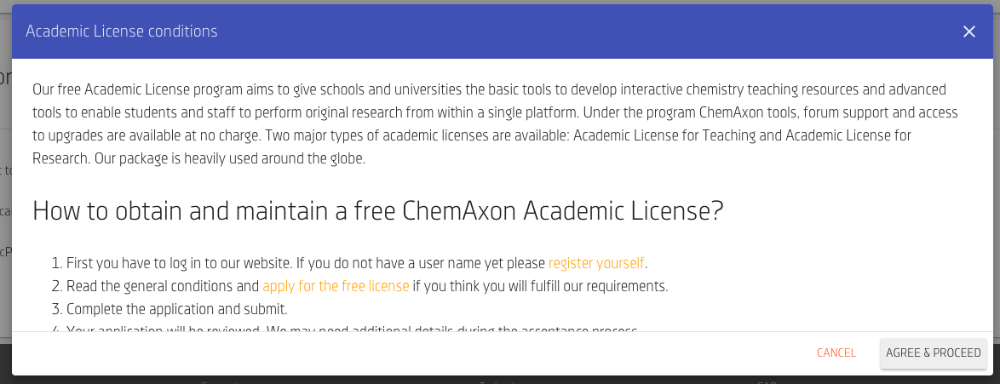 Academic License conditions
Our free Academic License program aims to give schools and universities the basic tools to develop interactive chemistry teaching resources and advanced
tools to enable students and staff to perform original research from within a single platform. Under the program ChemAxon tools, forum support and access
to upgrades are available at no charge. Two major types of academic licenses are available: Academic License for Teaching and Academic License for
Research. Our package is heavily used around the globe.
How to obtain and maintain a free ChemAxon Academic License?
1. First you have to log in to our website. If you do not have a user name yet please register yourself.
2. Read the general conditions and apply for the free license if you think you will fulfill our requirements.
3. Complete the application and submit.
4. Your application will be reviewed. We may need additional details during the acceptance process.
CANCEL
AGREE & PROCEED